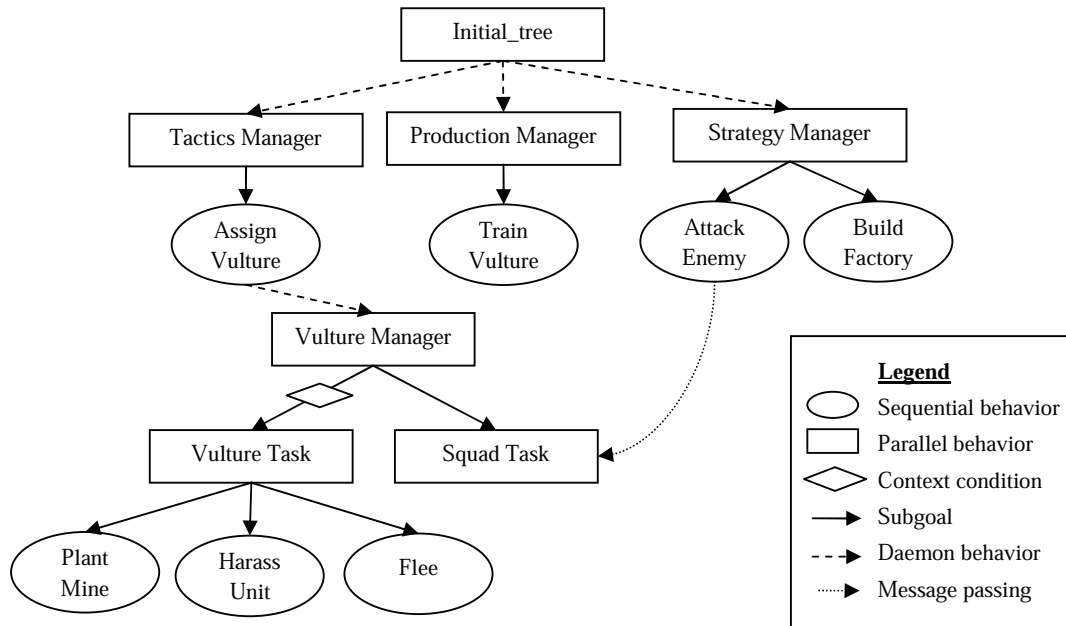 Initial_tree
Tactics Manager
Production Manager
Strategy Manager
Assign
Vulture
Train
Vulture
Attack
Enemy
Build
Factory
Vulture Manager
Vulture Task
Squad Task
Plant
Mine
Harass
Unit
Flee
Legend
Sequential behavior
Parallel behavior
Context condition
Subgoal
Daemon behavior
Message passing